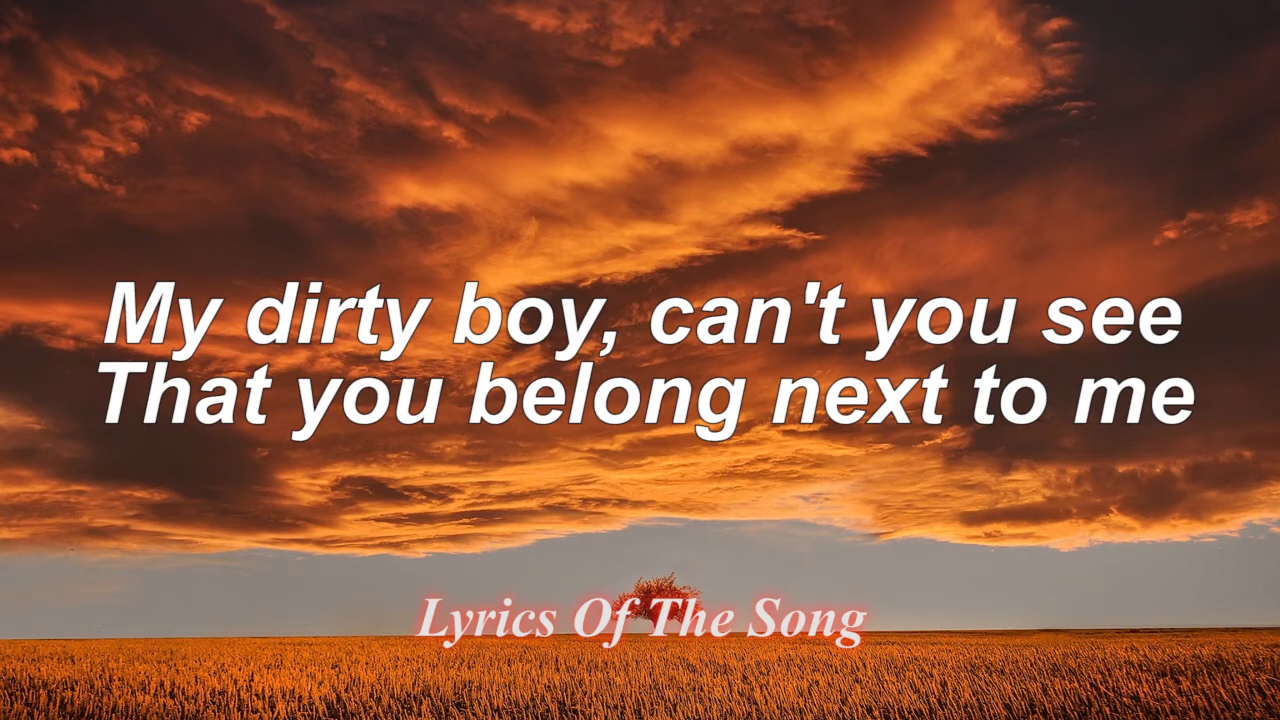 My dirty boy, can't you see
That you belong next to me
Lyrics Of The Song